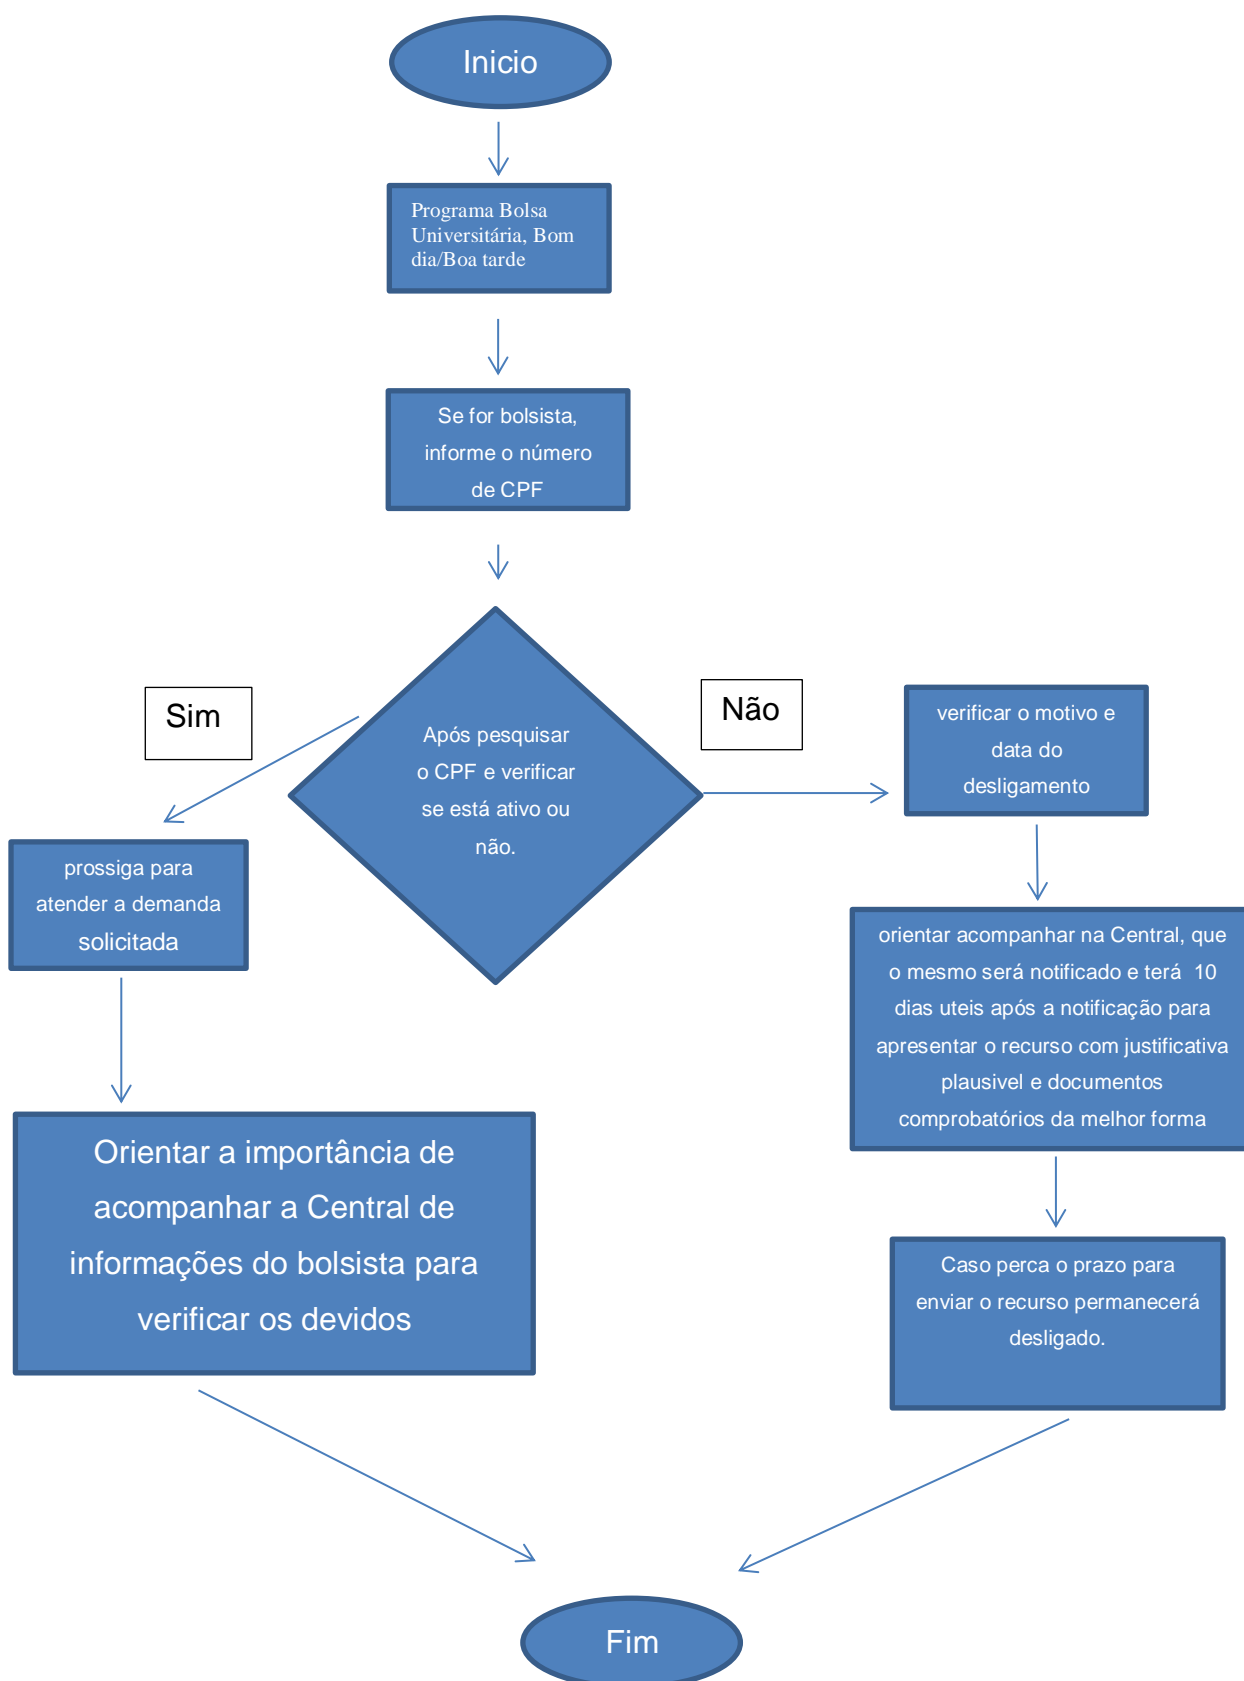 Inicio
Programa Bolsa
Universitária, Bom
dia/Boa tarde
Se for bolsista,
informe o número
de CPF
Sim
Não
Após pesquisar
o CPF e verificar
se está ativo ou
não.
verificar o motivo e
data do
desligamento
prossiga para
atender a demanda
solicitada
orientar acompanhar na Central, que
o mesmo será notificado e terá  10
dias uteis após a notificação para
apresentar o recurso com justificativa
plausivel e documentos
comprobatórios da melhor forma
Orientar a importância de
acompanhar a Central de
informações do bolsista para
verificar os devidos
Caso perca o prazo para
enviar o recurso permanecerá
desligado.
Fim